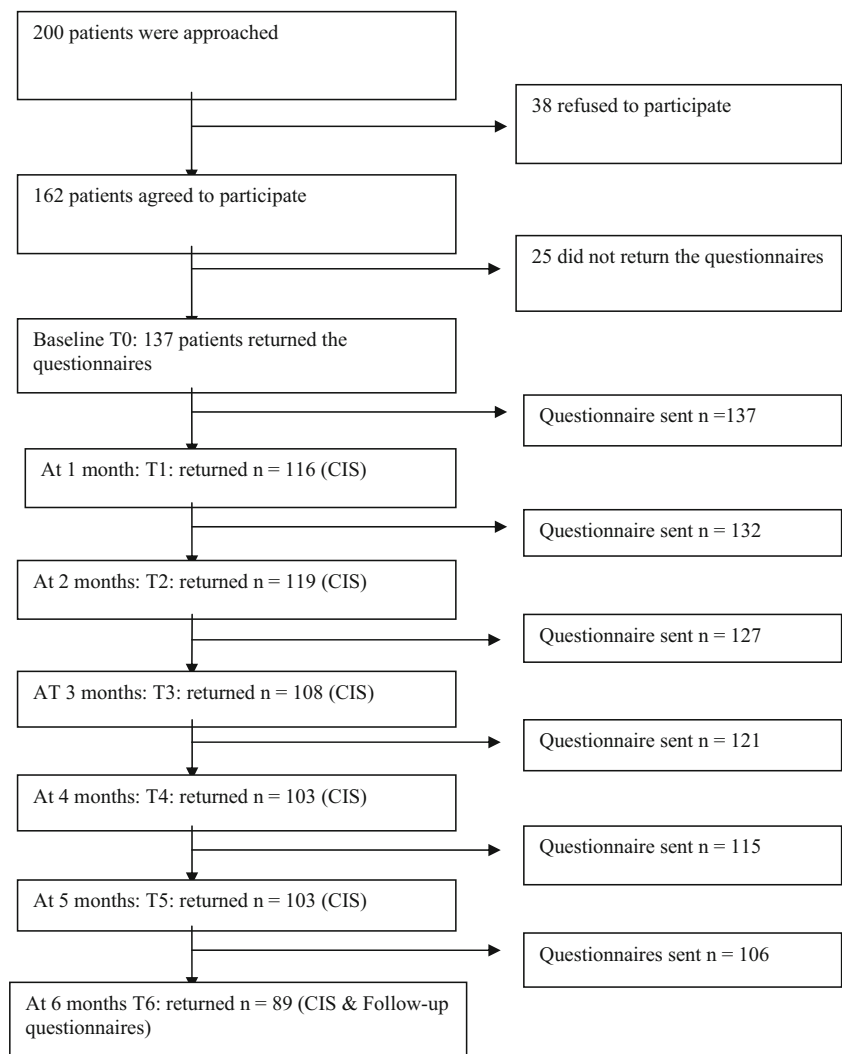 200 patients were approached
38 refused to participate
162 patients agreed to participate
25 did not return the questionnaires
Baseline T0: 137 patients returned the
questionnaires
Questionnaire sent n =137
At 1 month: T1: returned n = 116 (CIS)
Questionnaire sent n = 132
At 2 months: T2: returned n = 119 (CIS)
Questionnaire sent n = 127
AT 3 months: T3: returned n = 108 (CIS)
Questionnaire sent n = 121
At 4 months: T4: returned n = 103 (CIS)
Questionnaire sent n = 115
At 5 months: T5: returned n = 103 (CIS)
Questionnaires sent n = 106
At 6 months T6: returned n = 89 (CIS & Follow-up
questionnaires)